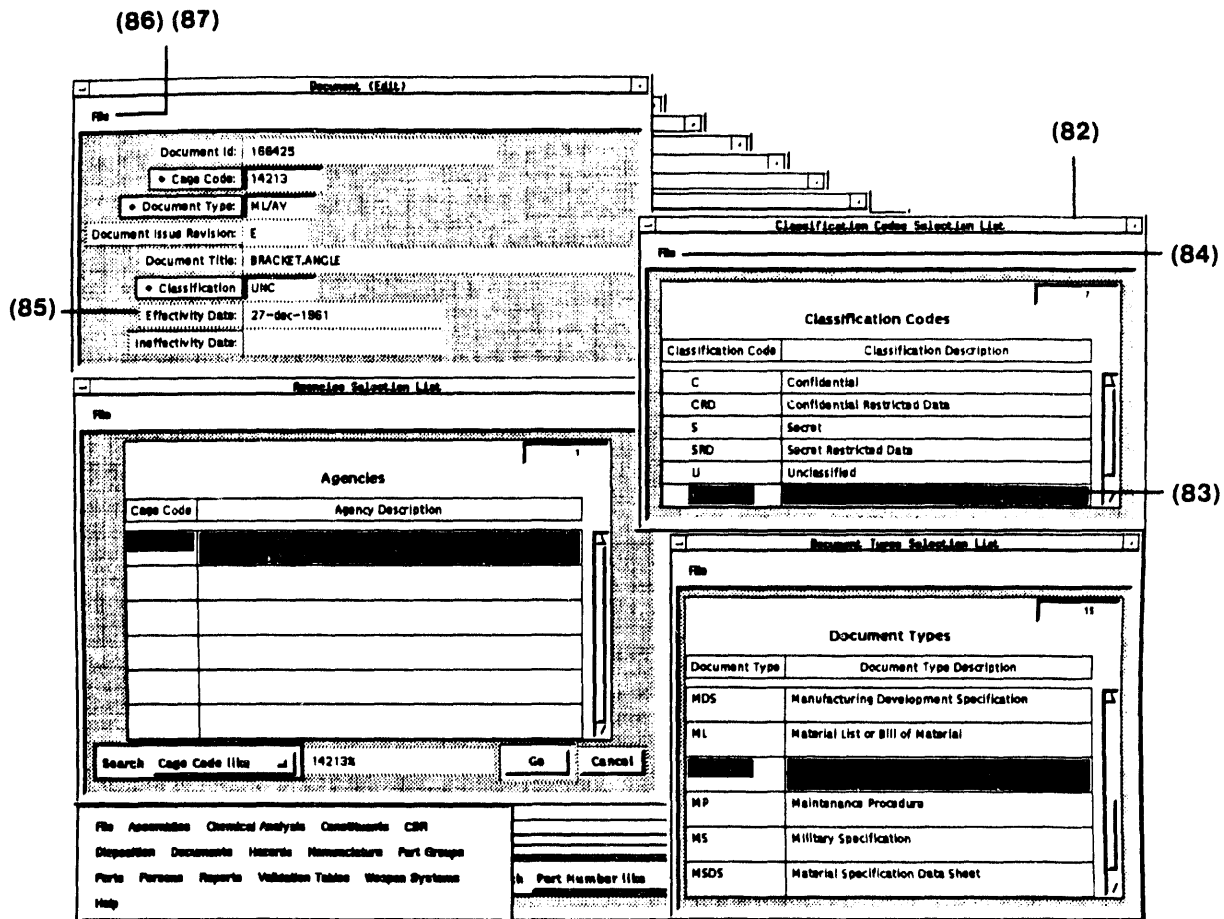 (86) (87)
Document (Edit)
File
Document Id: 166425
Cage Code: 14213
Document Type: ML/AY
Document Issue Revision: E
Document Title: BRACKET,ANGLE
Classification UNC
(85)
Effectivity Date: 27-dec-1961
Ineffectivity Date:
(82)
Classification Codes Selection List
File
(84)
7
Classification Codes
Classification Code Classification Description
C Confidential
CRD Confidential Restricted Data
S Secret
SRD Secret Restricted Data
U Unclassified
(83)
Agencies Selection List
File
1
Agencies
Cage Code Agency Description
Search Cage Code like 14213% Go Cancel
Document Types Selection List
File
15
Document Types
Document Type Document Type Description
MDS Manufacturing Development Specification
ML Material List or Bill of Material
MP Maintenance Procedure
MS Military Specification
MSDS Material Specification Data Sheet
File Assemblies Chemical Analysis Constituents CSR
Disposition Documents Hazards Nomenclature Part Groups
Parts Persons Reports Validation Tables Weapon Systems
Help
h Part Number like